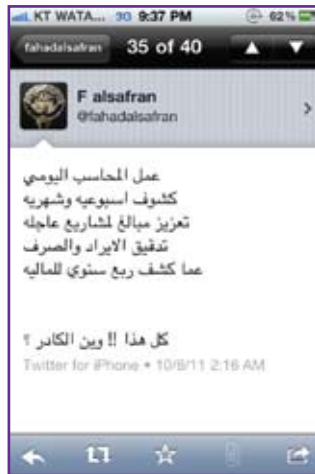 KT WATA... 3G 9:37 PM 62%
fahadalsafran 35 of 40
F alsafran
@fahadalsafran
عمل المحاسب اليومي
كشوف اسبوعيه وشهريه
تعزيز مبالغ لمشاريع عاجله
تدقيق الايراد والصرف
عما كشف ربع سنوي للماليه
كل هذا !! وين الكادر ؟
Twitter for iPhone • 10/6/11 2:16 AM